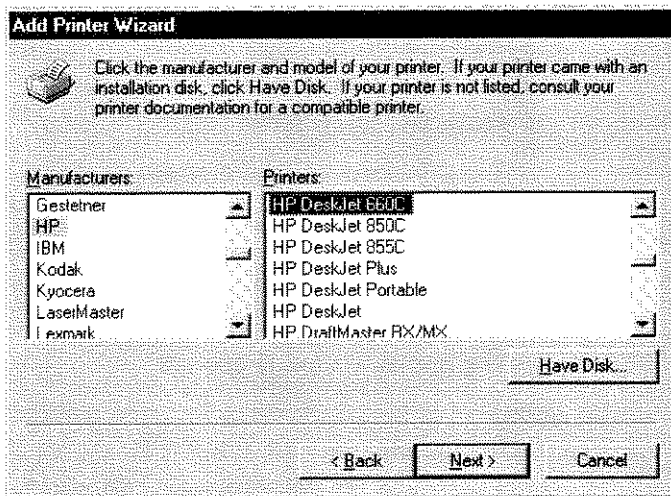 Add Printer Wizard
Click the manufacturer and model of your printer. If your printer came with an
installation disk, click Have Disk. If your printer is not listed, consult your
printer documentation for a compatible printer.
Manufacturers:
Gestetner
HP
IBM
Kodak
Kyocera
LaserMaster
Lexmark
Printers:
HP DeskJet 660C
HP DeskJet 850C
HP DeskJet 855C
HP DeskJet Plus
HP DeskJet Portable
HP DeskJet
HP DraftMaster RX/MX
Have Disk...
< Back
Next >
Cancel